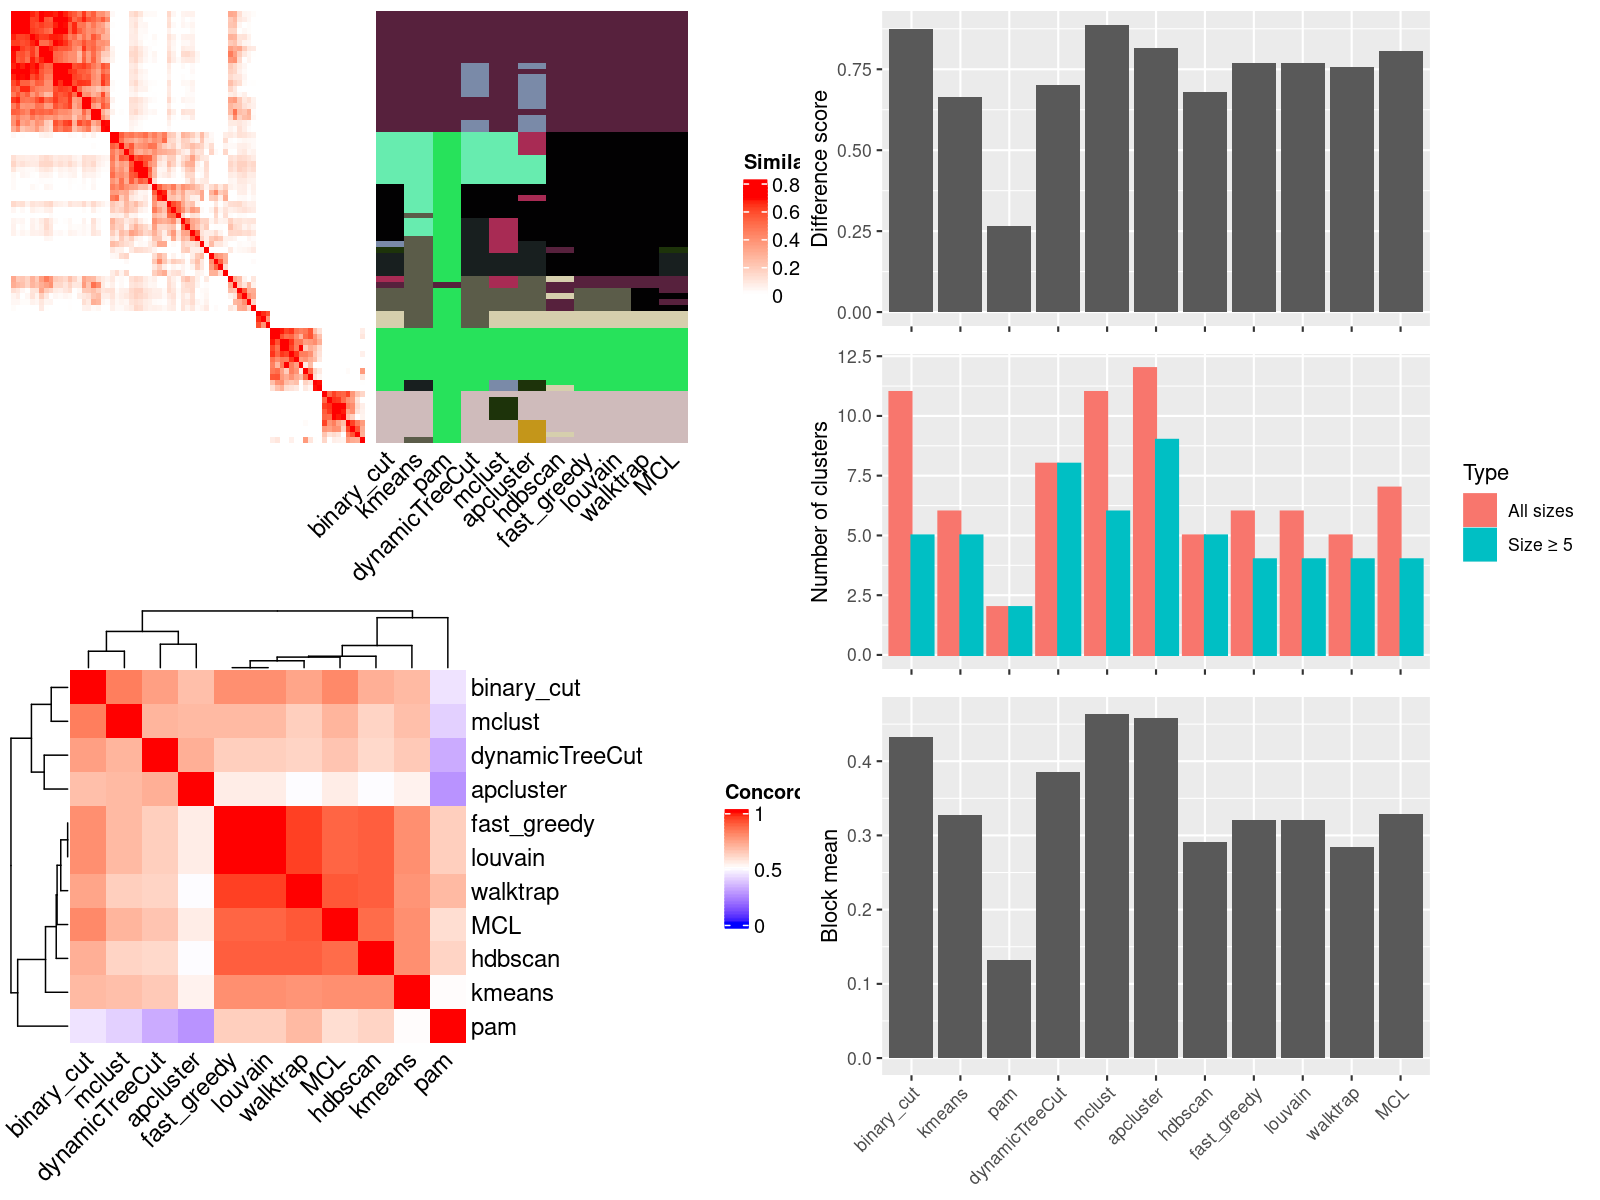 Simila
0.8
0.6
0.4
0.2
0
binary_cut
kmeans
pam
dynamicTreeCut
mclust
apcluster
hdbscan
fast_greedy
louvain
walktrap
MCL
Difference score
0.75
0.50
0.25
0.00
Number of clusters
12.5
10.0
7.5
5.0
2.5
0.0
Type
All sizes
Size ≥ 5
binary_cut
mclust
dynamicTreeCut
apcluster
fast_greedy
louvain
walktrap
MCL
hdbscan
kmeans
pam
binary_cut
mclust
dynamicTreeCut
apcluster
fast_greedy
louvain
walktrap
MCL
hdbscan
kmeans
pam
Concord
1
0.5
0
Block mean
0.4
0.3
0.2
0.1
0.0
binary_cut
kmeans
pam
dynamicTreeCut
mclust
apcluster
hdbscan
fast_greedy
louvain
walktrap
MCL